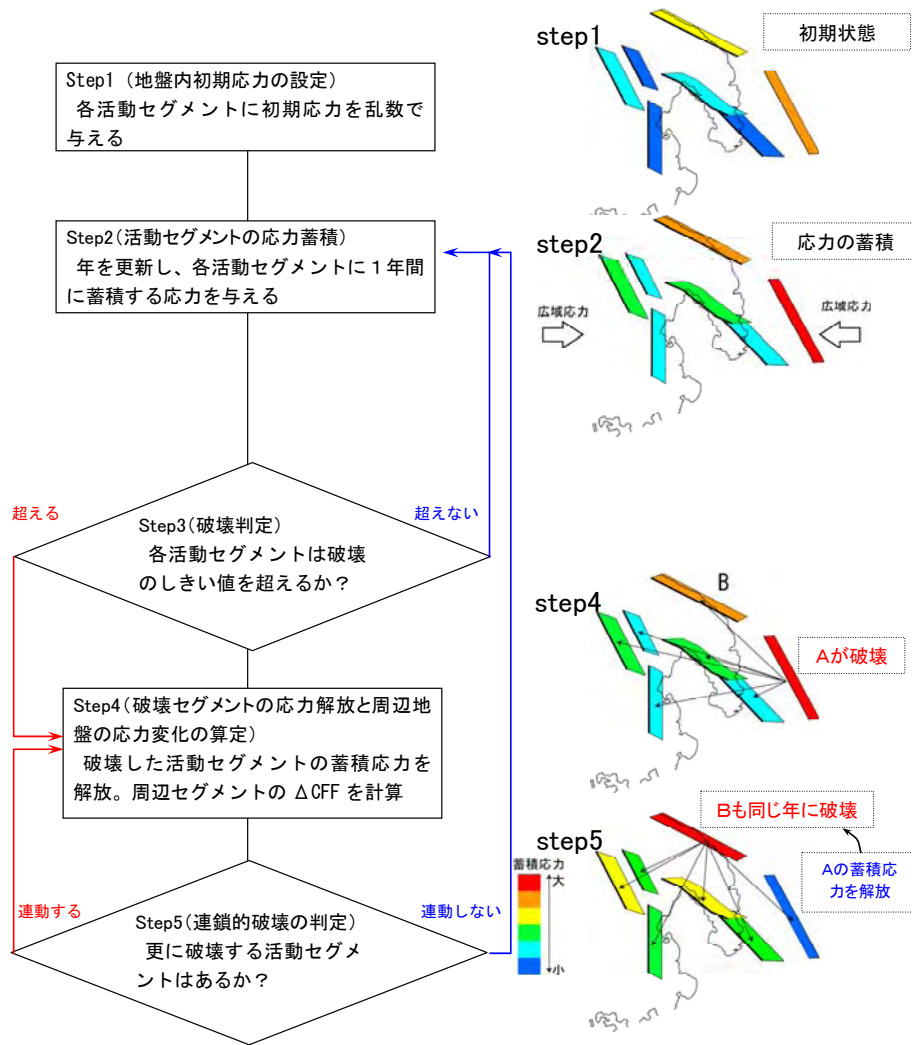 Step1（地盤内初期応力の設定）
各活動セグメントに初期応力を乱数で
与える
Step2（活動セグメントの応力蓄積）
年を更新し、各活動セグメントに１年間
に蓄積する応力を与える
超える
超えない
Step3（破壊判定）
各活動セグメントは破壊
のしきい値を超えるか？
Step4（破壊セグメントの応力解放と周辺地
盤の応力変化の算定）
破壊した活動セグメントの蓄積応力を
解放。周辺セグメントの ΔCFF を計算
連動する
連動しない
Step5（連鎖的破壊の判定）
更に破壊する活動セグメ
ントはあるか？
step1
初期状態
step2
応力の蓄積
広域応力
広域応力
step4
B
Aが破壊
step5
Bも同じ年に破壊
Aの蓄積応
力を解放
蓄積応力
大
小